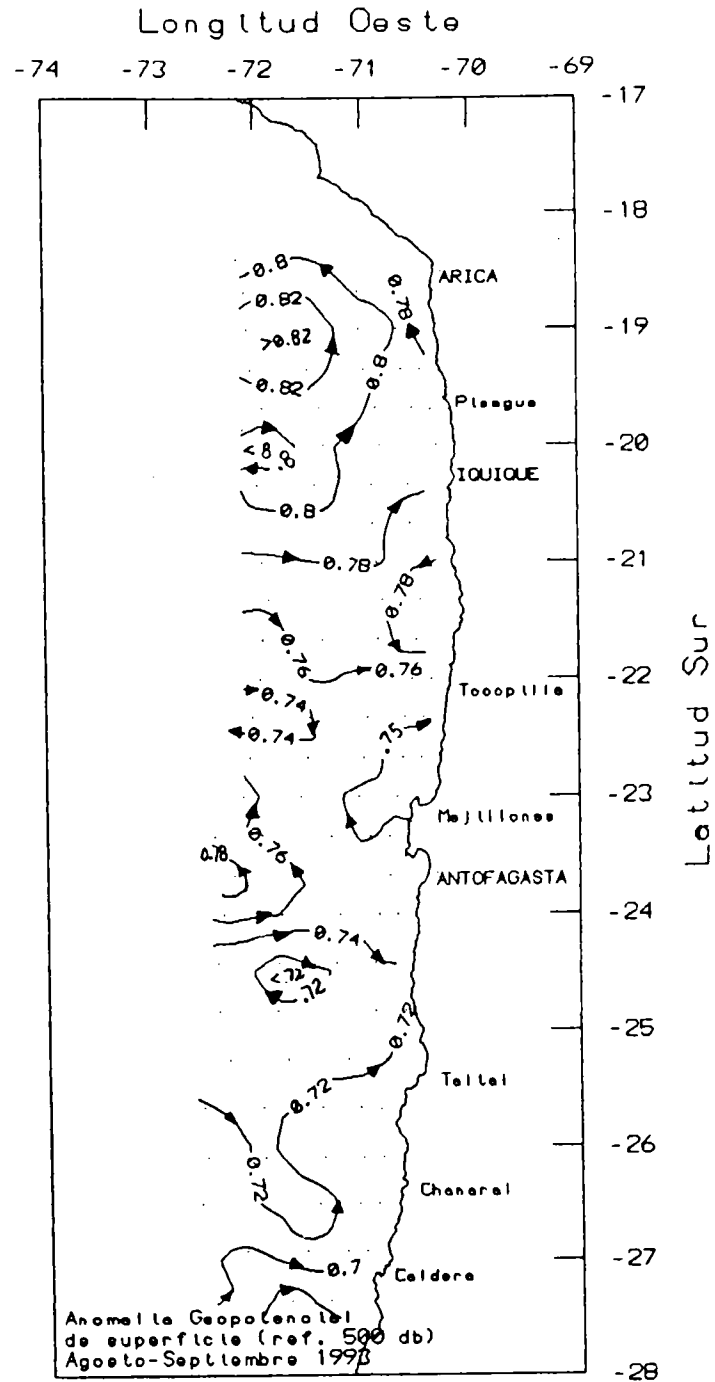 Longitud Oeste
-74 -73 -72 -71 -70 -69
-17
-18
-0.8
ARICA
0.78
0.82
>0.82
-19
0.8
0.82
Pisagua
<.8
.8
-20
IQUIQUE
0.8
0.78
-21
0.78
0.76
0.76
-22
Tocopilla
0.74
0.74
.75
-23
Mejillones
0.76
0.78
ANTOFAGASTA
-24
0.74
<.72
.72
0.72
-25
Taltal
0.72
-26
0.72
Chanaral
-27
0.7
Caldera
Anomalia Geopotencial
de superficie (ref. 500 db)
Agosto-Septiembre 1993
-28
Latitud Sur